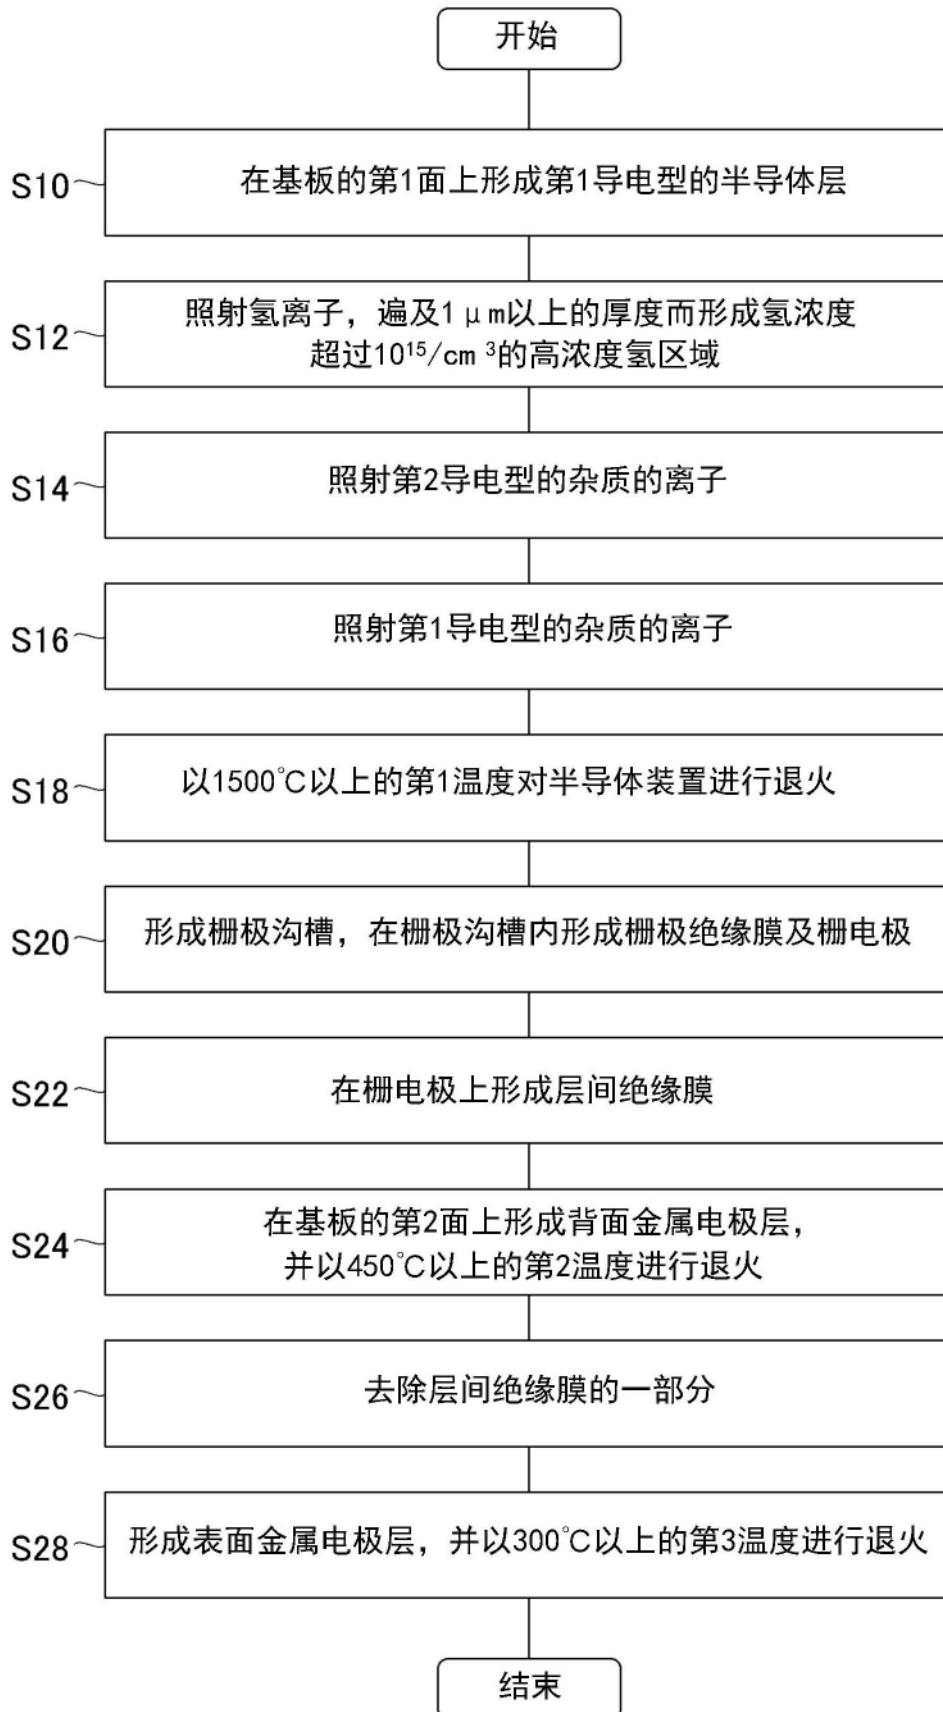 开始
S10
在基板的第1面上形成第1导电型的半导体层
S12
照射氢离子，遍及1μm以上的厚度而形成氢浓度
超过10¹⁵/cm³的高浓度氢区域
S14
照射第2导电型的杂质的离子
S16
照射第1导电型的杂质的离子
S18
以1500℃以上的第1温度对半导体装置进行退火
S20
形成栅极沟槽，在栅极沟槽内形成栅极绝缘膜及栅电极
S22
在栅电极上形成层间绝缘膜
S24
在基板的第2面上形成背面金属电极层，
并以450℃以上的第2温度进行退火
S26
去除层间绝缘膜的一部分
S28
形成表面金属电极层，并以300℃以上的第3温度进行退火
结束